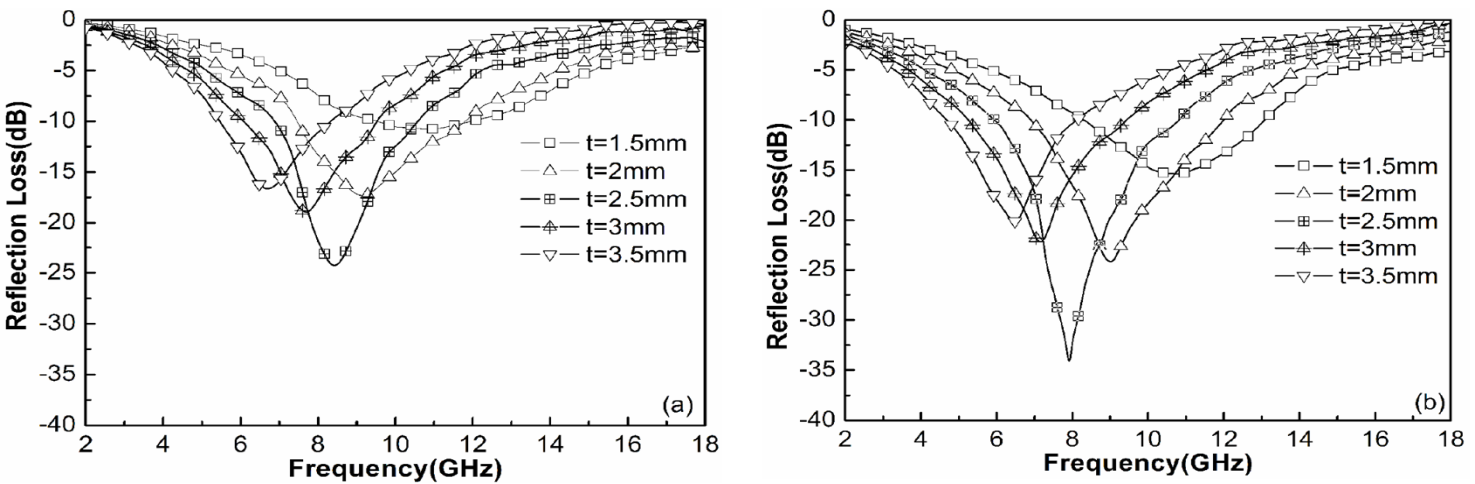 0
-5
-10
-15
-20
-25
-30
-35
-40
Reflection Loss(dB)
t=1.5mm
t=2mm
t=2.5mm
t=3mm
t=3.5mm
(a)
2 4 6 8 10 12 14 16 18
Frequency(GHz)
0
-5
-10
-15
-20
-25
-30
-35
-40
Reflection Loss(dB)
t=1.5mm
t=2mm
t=2.5mm
t=3mm
t=3.5mm
(b)
2 4 6 8 10 12 14 16 18
Frequency(GHz)